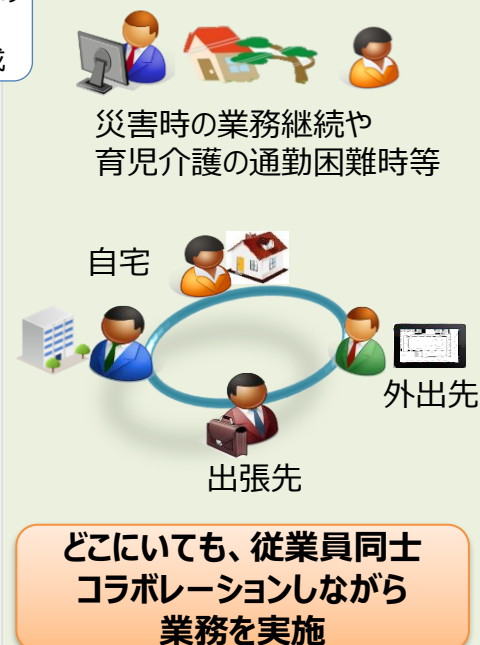 成
災害時の業務継続や
育児介護の通勤困難時等
自宅
外出先
出張先
どこにいても、従業員同士
コラボレーションしながら
業務を実施